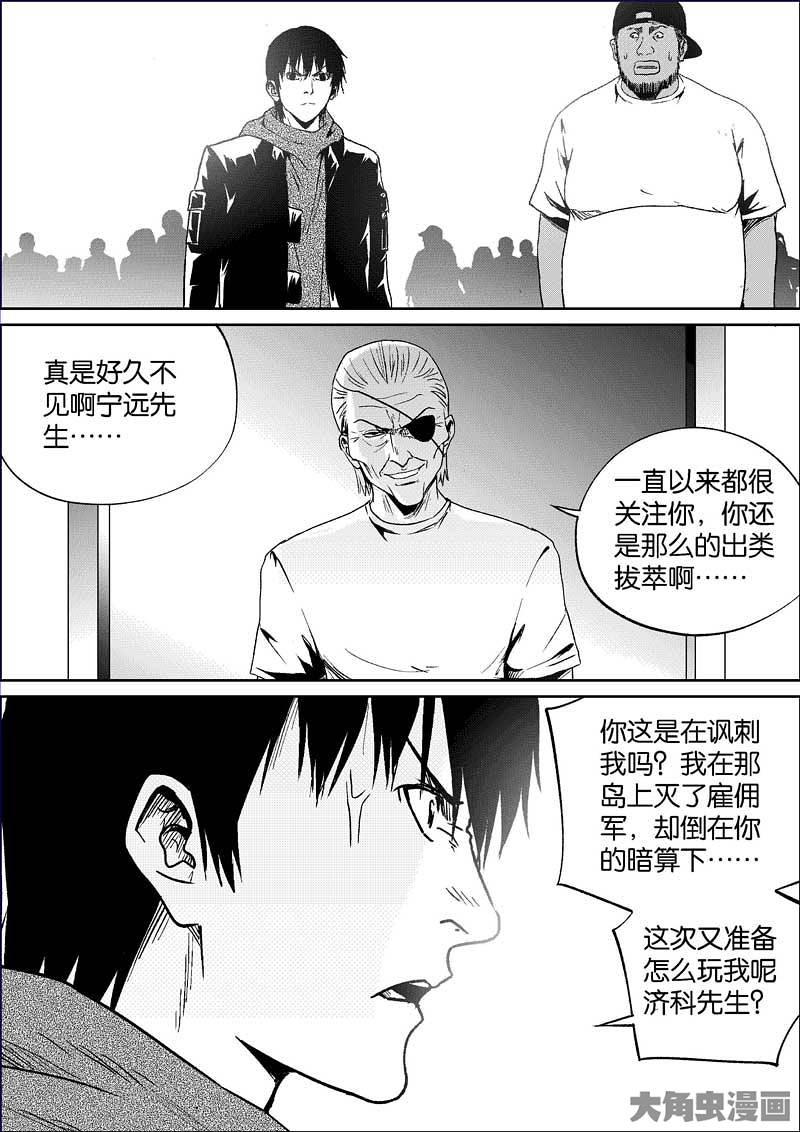 真是好久不
见啊宁远先
生……
一直以来都很
关注你，你还
是那么的出类
拔萃啊……
你这是在讽刺
我吗？我在那
岛上灭了雇佣
军，却倒在你
的暗算下……
这次又准备
怎么玩我呢
济科先生？
大角虫漫画